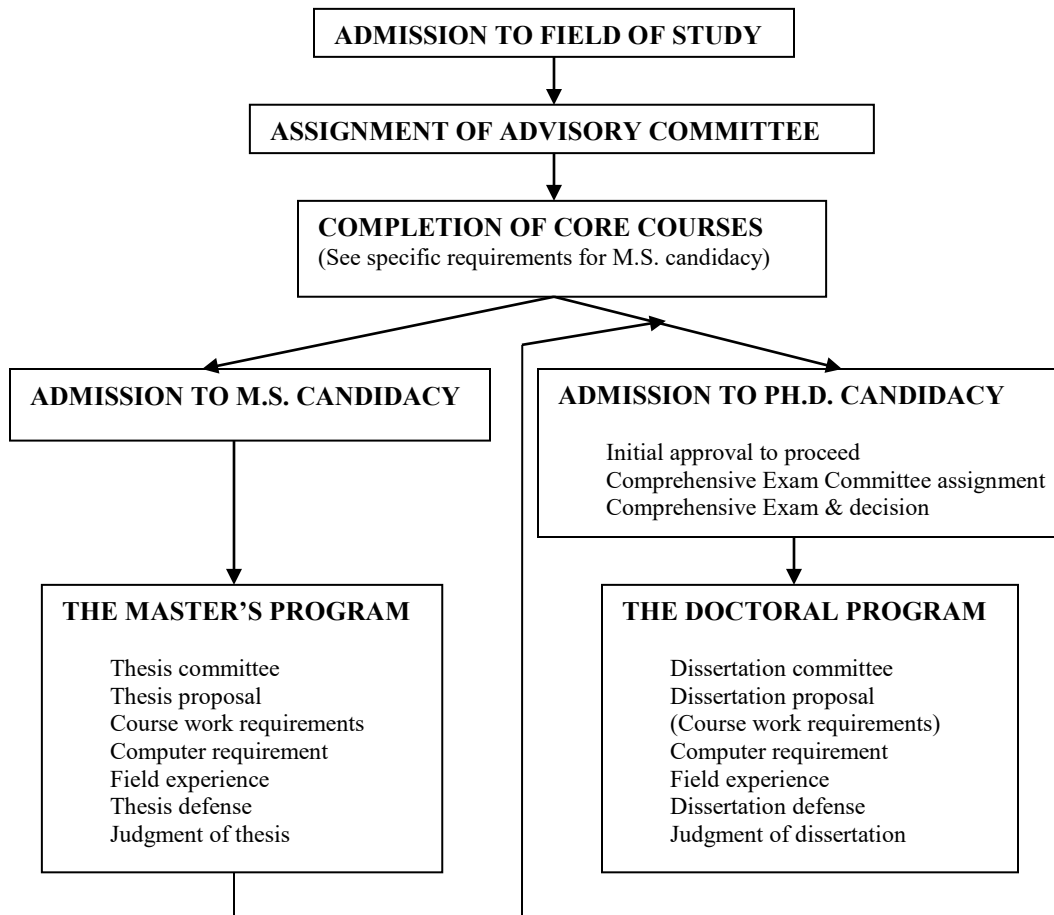 ADMISSION TO FIELD OF STUDY
ASSIGNMENT OF ADVISORY COMMITTEE
COMPLETION OF CORE COURSES
(See specific requirements for M.S. candidacy)
ADMISSION TO M.S. CANDIDACY
ADMISSION TO PH.D. CANDIDACY
Initial approval to proceed
Comprehensive Exam Committee assignment
Comprehensive Exam & decision
THE MASTER’S PROGRAM
Thesis committee
Thesis proposal
Course work requirements
Computer requirement
Field experience
Thesis defense
Judgment of thesis
THE DOCTORAL PROGRAM
Dissertation committee
Dissertation proposal
(Course work requirements)
Computer requirement
Field experience
Dissertation defense
Judgment of dissertation